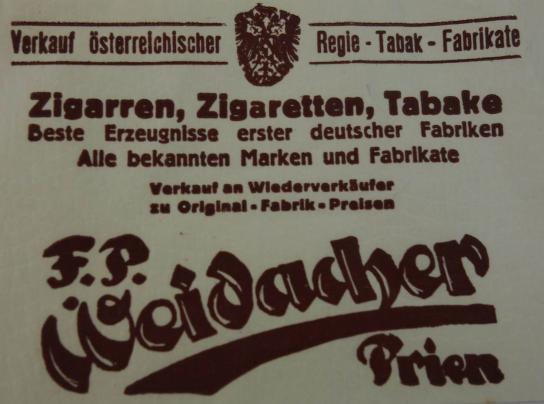 Verkauf österreichischer Regie - Tabak - Fabrikate
Zigarren, Zigaretten, Tabake
Beste Erzeugnisse erster deutscher Fabriken
Alle bekannten Marken und Fabrikate
Verkauf an Wiederverkäufer
zu Original - Fabrik - Preisen
F. P.
Weidacher
Prien